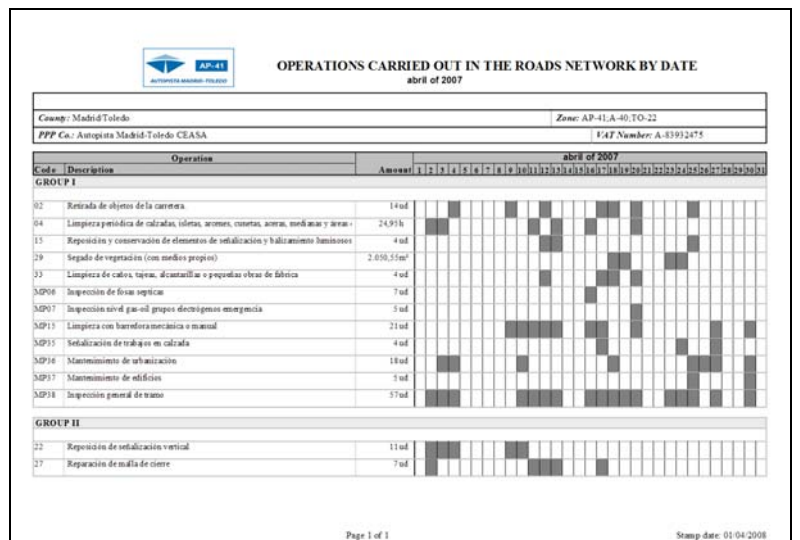 AP-41
AUTOPISTA MADRID-TOLEDO
OPERATIONS CARRIED OUT IN THE ROADS NETWORK BY DATE
abril of 2007
County: Madrid/Toledo Zone: AP-41;A-40;TO-22
PPP Co.: Autopista Madrid-Toledo CEASA VAT Number: A-83932475
Operation abril of 2007
Code Description Amount 1 2 3 4 5 6 7 8 9 10 11 12 13 14 15 16 17 18 19 20 21 22 23 24 25 26 27 28 29 30 31
GROUP I
02 Retirada de objetos de la carretera. 14 ud
04 Limpieza periódica de calzadas, isletas, arcenes, cunetas, aceras, medianas y áreas 24,95 h
15 Reposición y conservación de elementos de señalización y balizamiento luminosos 4 ud
29 Segado de vegetación (con medios propios) 2.050,55 m²
33 Limpieza de caños, tajeas, alcantarillas o pequeñas obras de fábrica 4 ud
MP06 Inspección de fosas septicas 7 ud
MP07 Inspección nivel gas-oil grupos electrógenos emergencia 5 ud
MP15 Limpieza con barredora mecánica o manual 21 ud
MP35 Señalización de trabajos en calzada 4 ud
MP36 Mantenimiento de urbanización 18 ud
MP37 Mantenimiento de edificios 5 ud
MP38 Inspección general de tramo 57 ud
GROUP II
22 Reposición de señalización vertical 11 ud
27 Reparación de malla de cierre 7 ud
Page 1 of 1 Stamp date: 01/04/2008